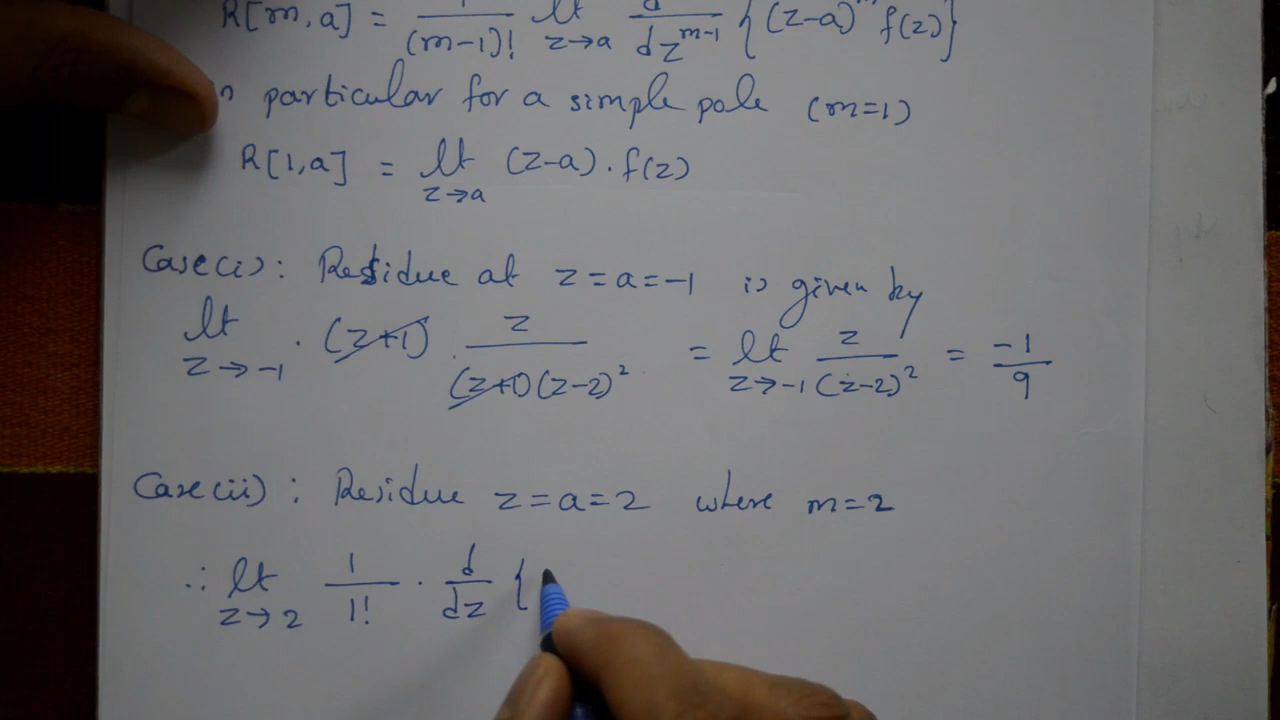 R[m,a] = 1/(m-1)! lt z→a d/dz^m-1 {(z-a)^m f(z)}
n particular for a simple pole (m=1)
R[1,a] = lt z→a (z-a).f(z)
Case(i): Residue at z=a=-1 is given by
lt z→-1 . (z+1) . z/(z+1)(z-2)² = lt z→-1 z/(z-2)² = -1/9
Case(ii): Residue z=a=2 where m=2
∴ lt z→2 1/1! · d/dz {